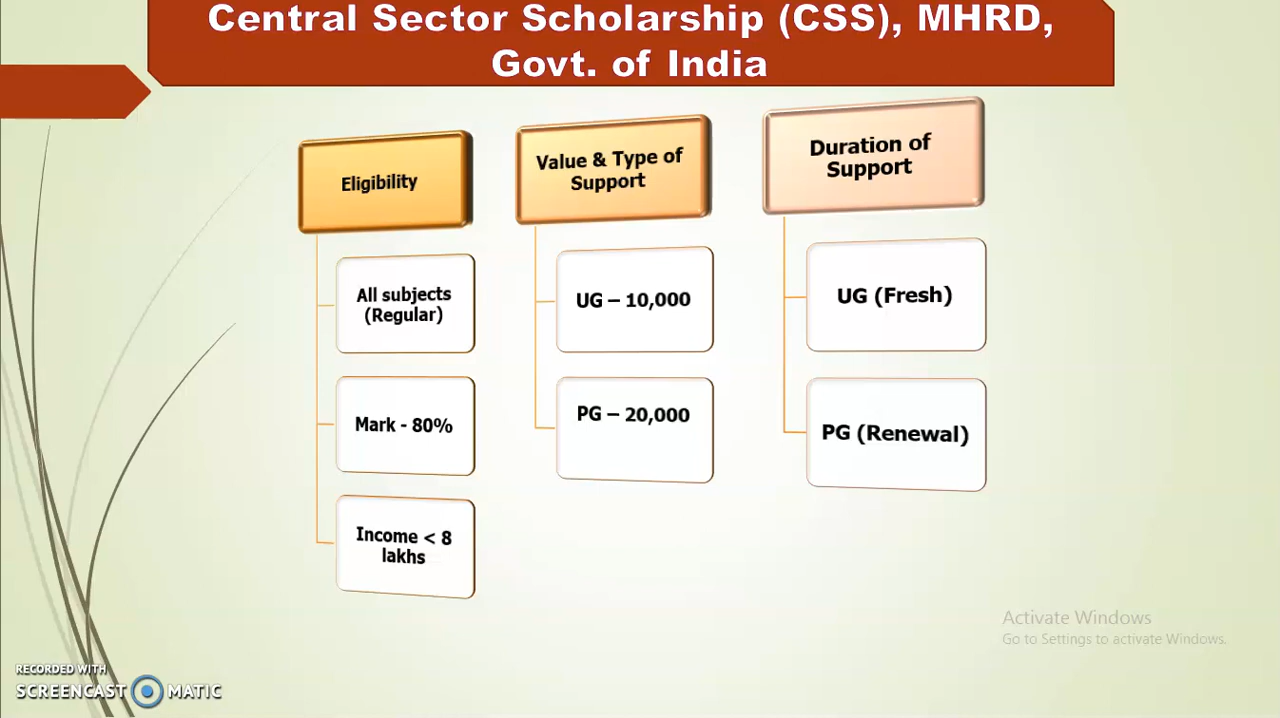 Central Sector Scholarship (CSS), MHRD,
Govt. of India
Eligibility
All subjects
(Regular)
Mark - 80%
Income < 8
lakhs
Value & Type of
Support
UG – 10,000
PG – 20,000
Duration of
Support
UG (Fresh)
PG (Renewal)
Activate Windows
Go to Settings to activate Windows.
RECORDED WITH
SCREENCAST MATIC